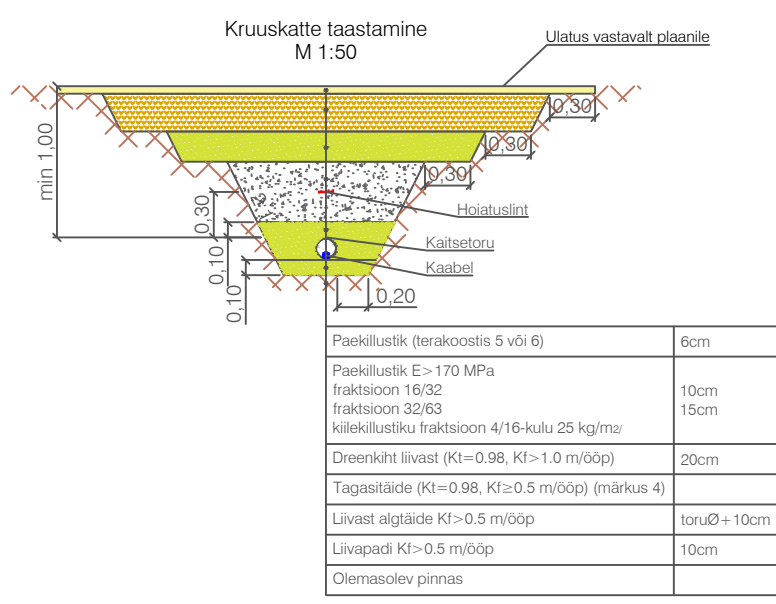 Kruuskatte taastamine
M 1:50
Ulatus vastavalt plaanile
0,30
0,30
0,30
min 1,00
0,30
0,10
0,10
0,20
Hoiatuslint
Kaitsetoru
Kaabel
Paekillustik (terakoostis 5 või 6) 6cm
Paekillustik E>170 MPa
fraktsioon 16/32 10cm
fraktsioon 32/63 15cm
kiilekillustiku fraktsioon 4/16-kulu 25 kg/m2/
Dreenkiht liivast (Kt=0.98, Kf>1.0 m/ööp) 20cm
Tagasitäide (Kt=0.98, Kf≥0.5 m/ööp) (märkus 4)
Liivast algtäide Kf>0.5 m/ööp toruØ+10cm
Liivapadi Kf>0.5 m/ööp 10cm
Olemasolev pinnas